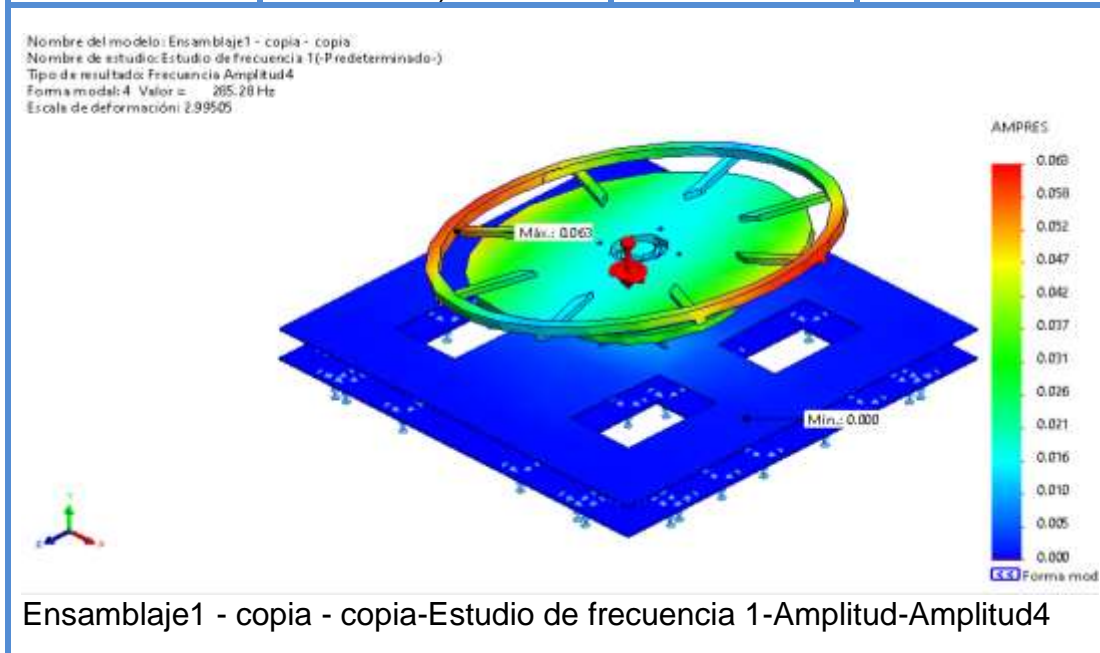 Nombre del modelo: Ensamblaje1 - copia - copia
Nombre de estudio: Estudio de frecuencia 1(-Predeterminado-)
Tipo de resultado: Frecuencia Amplitud4
Forma modal: 4 Valor = 285.28 Hz
Escala de deformación: 2.99505
AMPRES
0.063
0.058
0.052
0.047
0.042
0.037
0.031
0.026
0.021
0.016
0.010
0.005
0.000
Máx.: 0.063
Mín.: 0.000
Forma mod
Ensamblaje1 - copia - copia-Estudio de frecuencia 1-Amplitud-Amplitud4